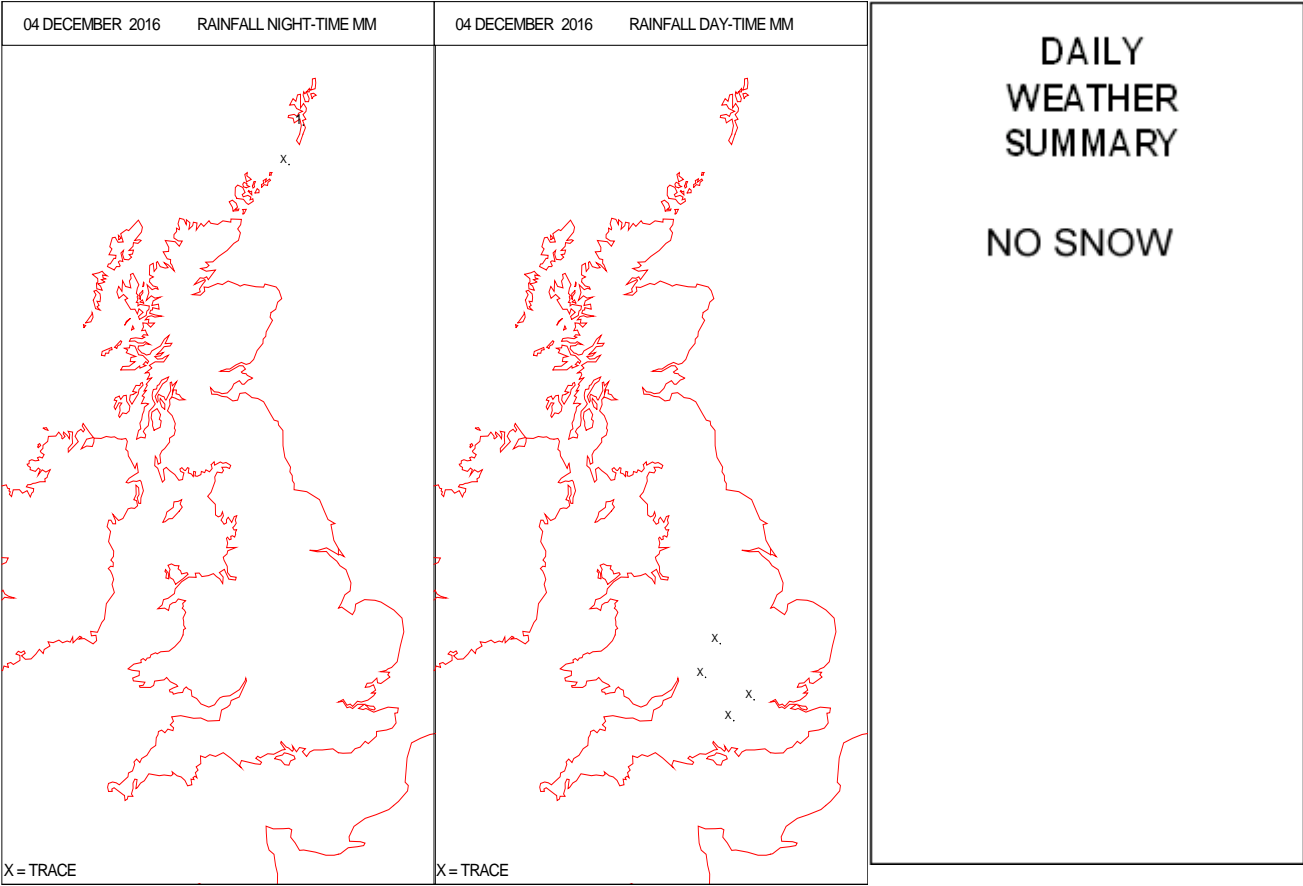 04 DECEMBER 2016 RAINFALL NIGHT-TIME MM
1.
X.
X = TRACE
04 DECEMBER 2016 RAINFALL DAY-TIME MM
X.
X.
X.
X.
X = TRACE
DAILY
WEATHER
SUMMARY
NO SNOW